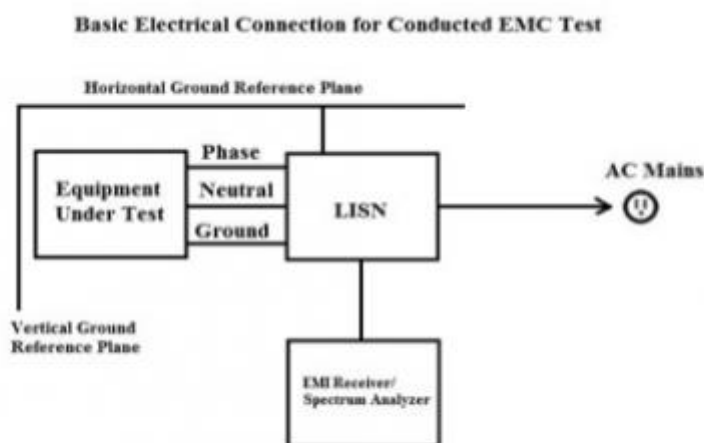 Basic Electrical Connection for Conducted EMC Test
Horizontal Ground Reference Plane
Phase
Equipment
Under Test
Neutral
Ground
LISN
AC Mains
Vertical Ground
Reference Plane
EMI Receiver/
Spectrum Analyzer